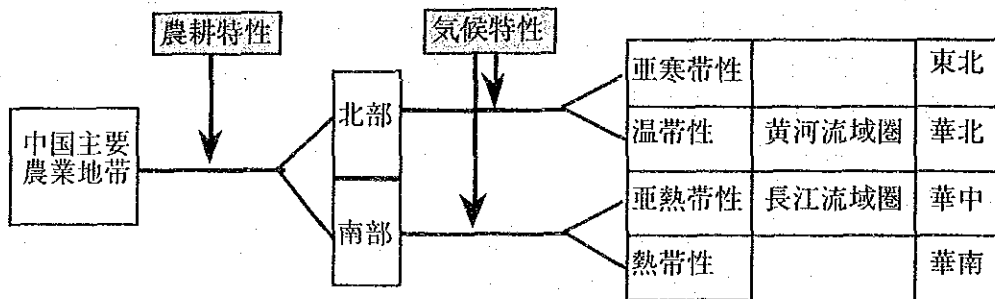 農耕特性
気候特性
中国主要
農業地帯
北部
南部
亜寒帯性 東北
温帯性 黄河流域圏 華北
亜熱帯性 長江流域圏 華中
熱帯性 華南